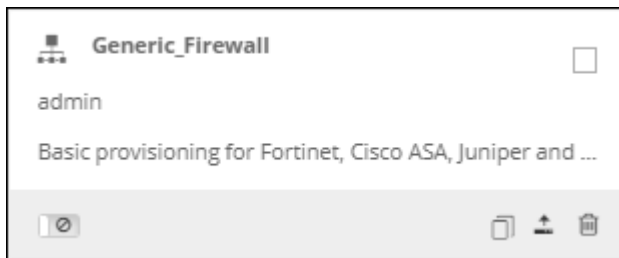 Generic_Firewall
admin
Basic provisioning for Fortinet, Cisco ASA, Juniper and ...